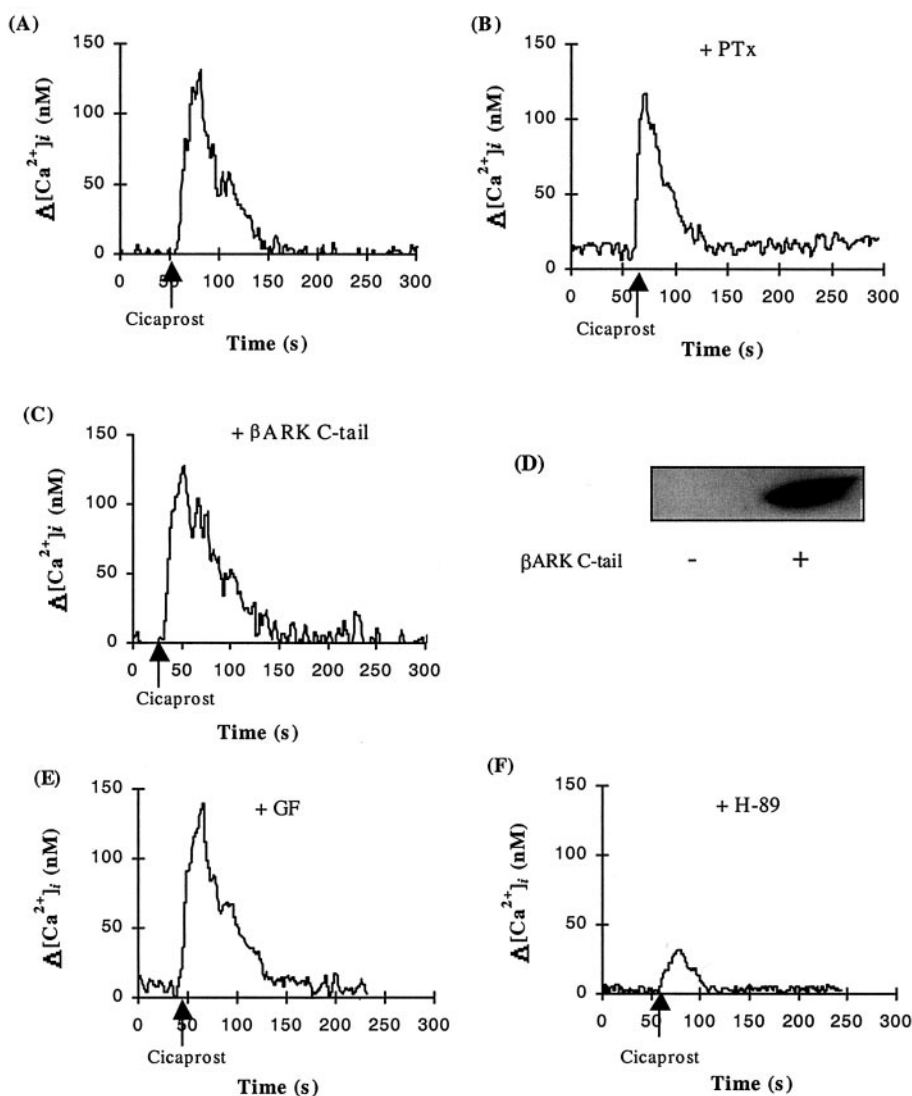 (A)
150
100
50
0
Δ[Ca²⁺]i (nM)
0 50 100 150 200 250 300
Cicaprost
Time (s)
(B)
+ PTx
150
100
50
0
Δ[Ca²⁺]i (nM)
0 50 100 150 200 250 300
Cicaprost
Time (s)
(C)
+ βARK C-tail
150
100
50
0
Δ[Ca²⁺]i (nM)
0 50 100 150 200 250 300
Cicaprost
Time (s)
(D)
βARK C-tail - +
(E)
+ GF
150
100
50
0
Δ[Ca²⁺]i (nM)
0 50 100 150 200 250 300
Cicaprost
Time (s)
(F)
+ H-89
150
100
50
0
Δ[Ca²⁺]i (nM)
0 50 100 150 200 250 300
Cicaprost
Time (s)